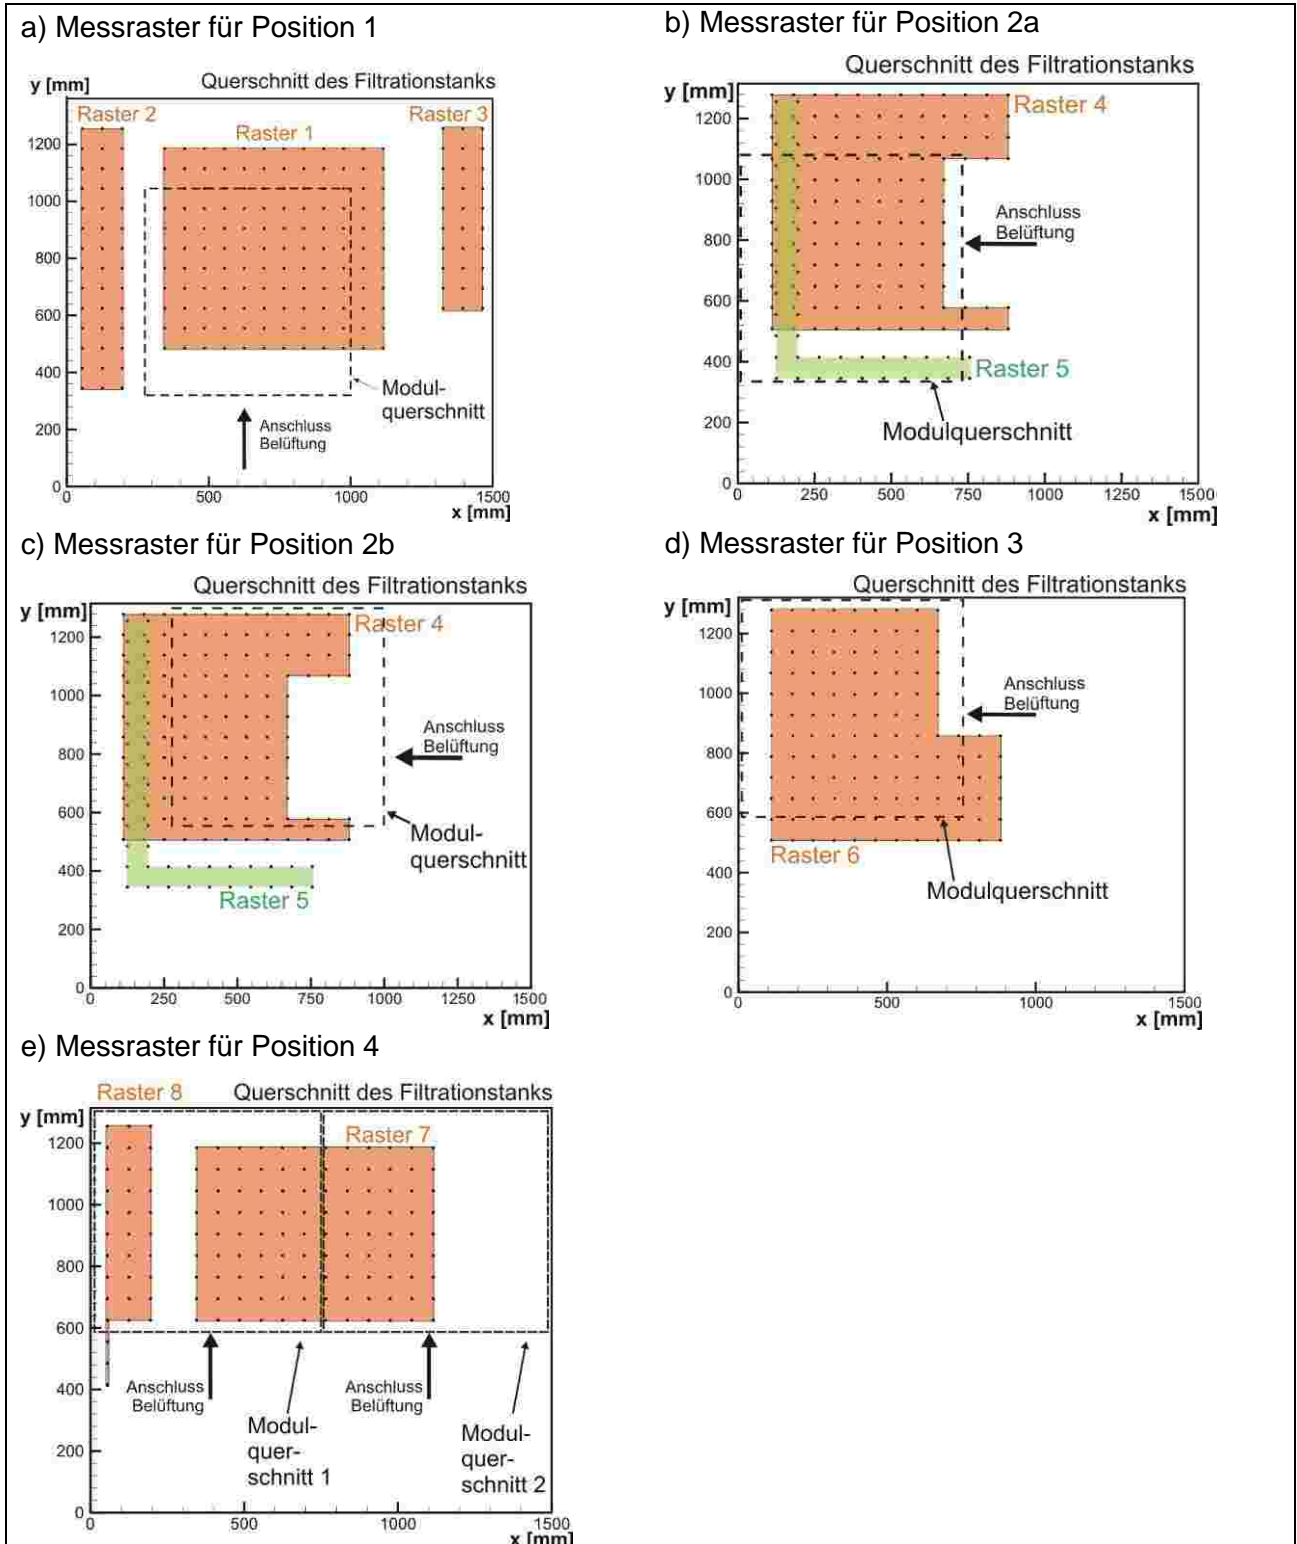 a) Messraster für Position 1
Querschnitt des Filtrationstanks
y [mm]
Raster 2
Raster 1
Raster 3
1200
1000
800
600
400
200
0
Modul-
querschnitt
Anschluss
Belüftung
0
500
1000
1500
x [mm]
b) Messraster für Position 2a
Querschnitt des Filtrationstanks
y [mm]
Raster 4
1200
1000
800
600
400
200
0
Anschluss
Belüftung
Raster 5
Modulquerschnitt
0
250
500
750
1000
1250
1500
x [mm]
c) Messraster für Position 2b
Querschnitt des Filtrationstanks
y [mm]
Raster 4
1200
1000
800
600
400
200
0
Anschluss
Belüftung
Modul-
querschnitt
Raster 5
0
250
500
750
1000
1250
1500
x [mm]
d) Messraster für Position 3
Querschnitt des Filtrationstanks
y [mm]
1200
1000
800
600
400
200
0
Anschluss
Belüftung
Raster 6
Modulquerschnitt
0
500
1000
1500
x [mm]
e) Messraster für Position 4
Raster 8
Querschnitt des Filtrationstanks
y [mm]
Raster 7
1200
1000
800
600
400
200
0
Anschluss
Belüftung
Anschluss
Belüftung
Modul-
quer-
schnitt 1
Modul-
quer-
schnitt 2
0
500
1000
1500
x [mm]